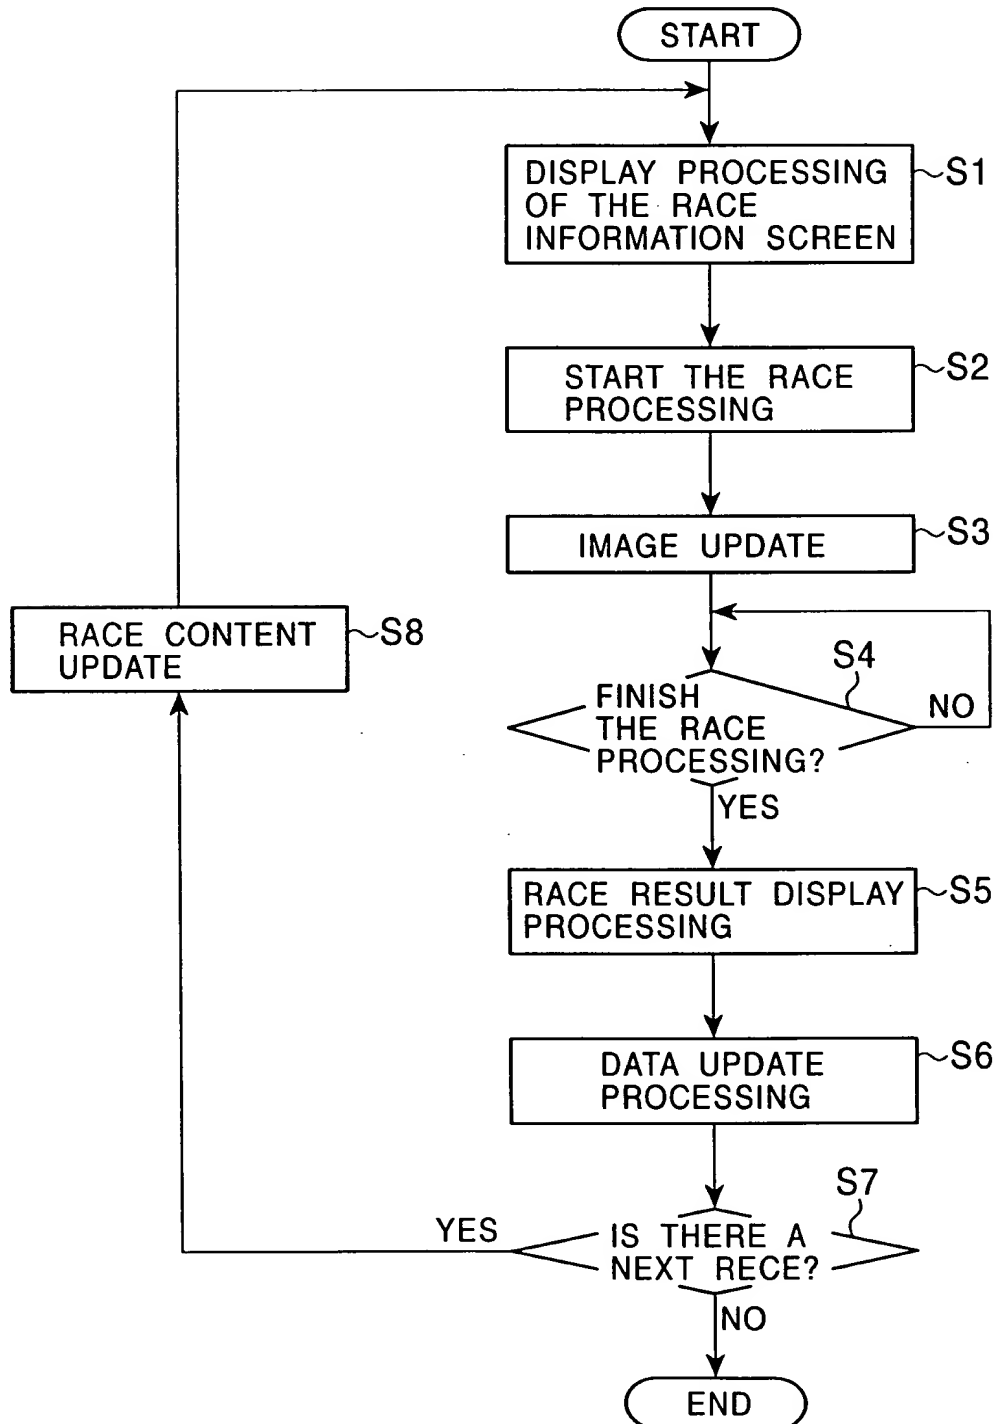 START
DISPLAY PROCESSING
OF THE RACE
INFORMATION SCREEN
S1
START THE RACE
PROCESSING
S2
IMAGE UPDATE
S3
RACE CONTENT
UPDATE
S8
S4
FINISH
THE RACE
PROCESSING?
NO
YES
RACE RESULT DISPLAY
PROCESSING
S5
DATA UPDATE
PROCESSING
S6
S7
YES
IS THERE A
NEXT RECE?
NO
END